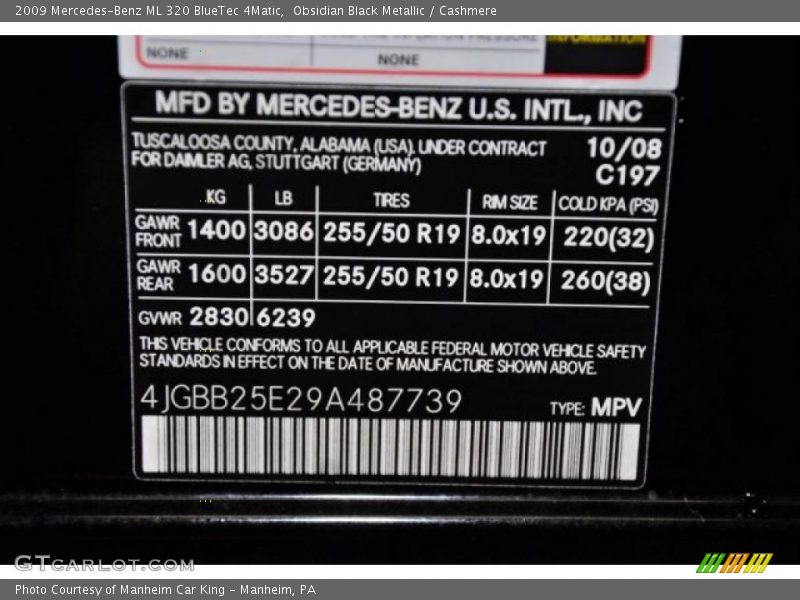 2009 Mercedes-Benz ML 320 BlueTec 4Matic, Obsidian Black Metallic / Cashmere
INFORMATION
NONE NONE
MFD BY MERCEDES-BENZ U.S. INTL., INC
TUSCALOOSA COUNTY, ALABAMA (USA). UNDER CONTRACT 10/08
FOR DAIMLER AG, STUTTGART (GERMANY) C197
KG LB TIRES RIM SIZE COLD KPA (PSI)
GAWR FRONT 1400 3086 255/50 R19 8.0x19 220(32)
GAWR REAR 1600 3527 255/50 R19 8.0x19 260(38)
GVWR 2830 6239
THIS VEHICLE CONFORMS TO ALL APPLICABLE FEDERAL MOTOR VEHICLE SAFETY
STANDARDS IN EFFECT ON THE DATE OF MANUFACTURE SHOWN ABOVE.
4JGBB25E29A487739 TYPE: MPV
GTCARLOT.COM
Photo Courtesy of Manheim Car King - Manheim, PA